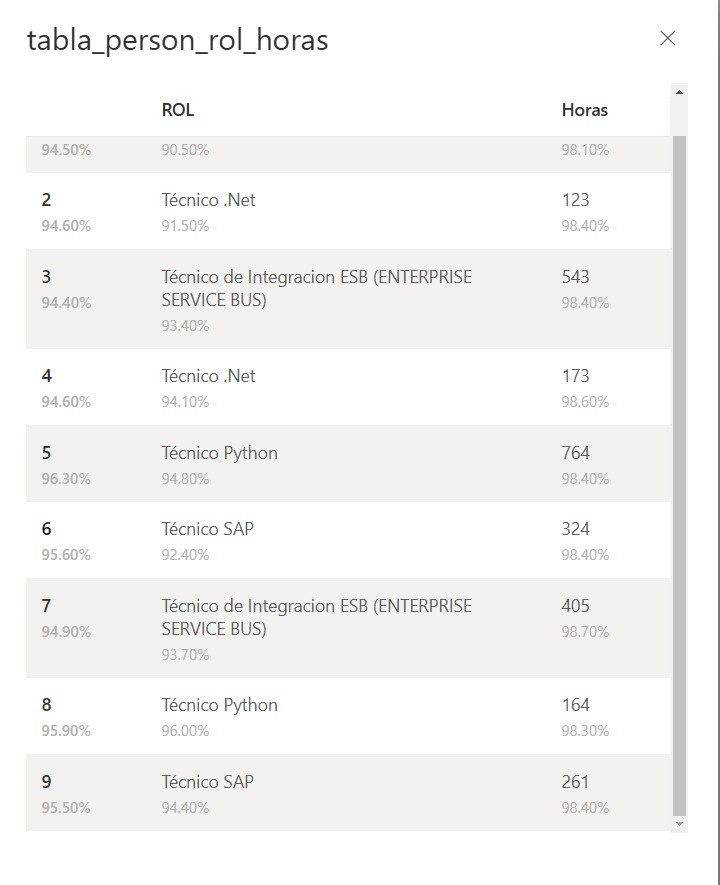 tabla_person_rol_horas
ROL Horas
94.50% 90.50% 98.10%
2 Técnico .Net 123
94.60% 91.50% 98.40%
3 Técnico de Integracion ESB (ENTERPRISE 543
SERVICE BUS)
94.40% 93.40% 98.40%
4 Técnico .Net 173
94.60% 94.10% 98.60%
5 Técnico Python 764
96.30% 94.80% 98.40%
6 Técnico SAP 324
95.60% 92.40% 98.40%
7 Técnico de Integracion ESB (ENTERPRISE 405
SERVICE BUS)
94.90% 93.70% 98.70%
8 Técnico Python 164
95.90% 96.00% 98.30%
9 Técnico SAP 261
95.50% 94.40% 98.40%